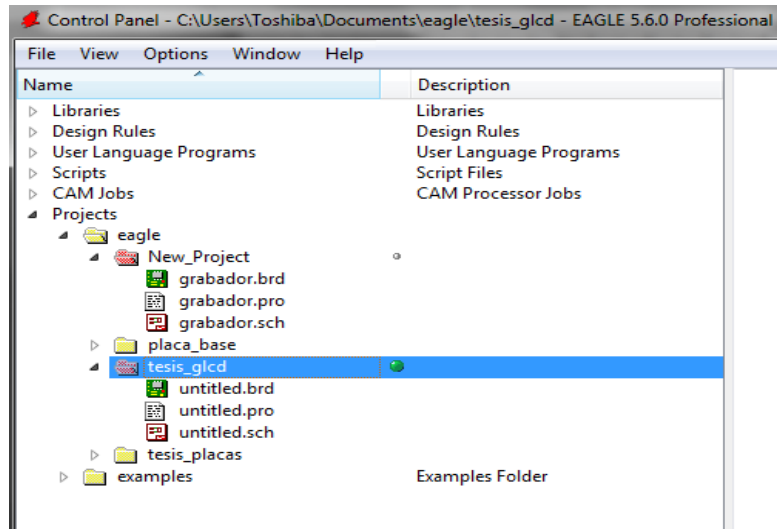 Control Panel - C:\Users\Toshiba\Documents\eagle\tesis_glcd - EAGLE 5.6.0 Professional
File View Options Window Help
Name Description
Libraries Libraries
Design Rules Design Rules
User Language Programs User Language Programs
Scripts Script Files
CAM Jobs CAM Processor Jobs
Projects
eagle
New_Project
grabador.brd
grabador.pro
grabador.sch
placa_base
tesis_glcd
untitled.brd
untitled.pro
untitled.sch
tesis_placas
examples Examples Folder